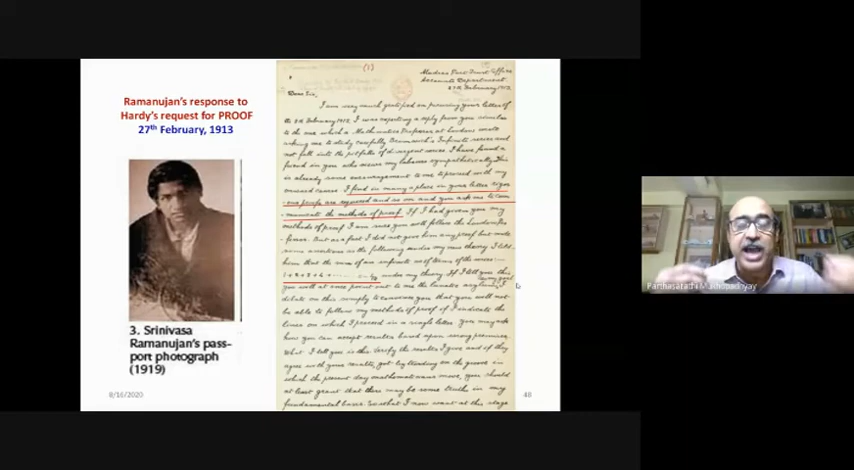 Ramanujan's response to
Hardy's request for PROOF
27th February, 1913
3. Srinivasa
Ramanujan's pass-
port photograph
(1919)
8/16/2020
48
(1)
Madras Port Trust Office
Accounts Department
27th February 1913.
Dear Sir,
I am very much gratified on perusing your letter of
the 8th February 1913. I was expecting a reply from you similar
to the one which a Mathematics Professor at London wrote
asking me to study carefully Bromwich's Infinite Series and
not fall into the pitfalls of divergent series. I have found a
friend in you who views my labours sympathetically. This
is already some encouragement to me to proceed with my
onward course. I find in many a place in your letter rigor
-ous proofs are required and so on and you ask me to com
-municate the methods of proof. If I had given you my
methods of proof I am sure you will follow the London Pro
-fessor. But as a fact I did not give him any proof but made
some assertions as the following under my new theory. I told
him that the sum of an infinite no of terms of the series
1+2+3+4+ = -1/12 under my theory. If I tell you this
you will at once point out to me the lunatic asylum
dilate on this simply to convince you that you will not
be able to follow my methods of proof if I indicate the
lines on which I proceed in a single letter. You may ask
how you can accept results based upon wrong premises.
What I tell you is this. Verify the results I give and if they
agree with your results, got by treading on the groove in
which the present day mathematicians move, you should
at least grant that there may be some truths in my
fundamental basis. So what I now want at this stage
Parthasarathi Mukhopadhyay